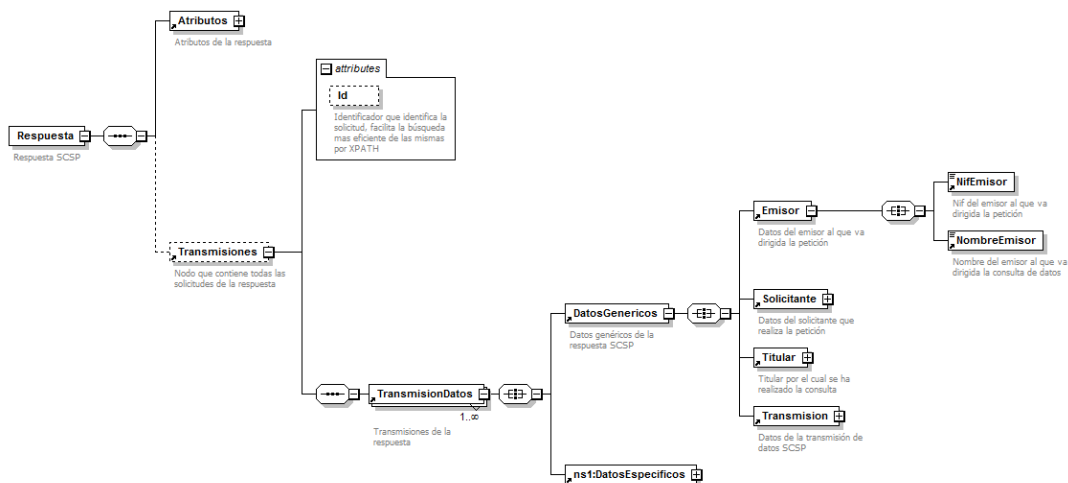 Atributos
Atributos de la respuesta
attributes
Id
Identificador que identifica la
solicitud, facilita la búsqueda
mas eficiente de las mismas
por XPATH
Respuesta
Respuesta SCSP
Transmisiones
Nodo que contiene todas las
solicitudes de la respuesta
TransmisionDatos
1..∞
Transmisiones de la
respuesta
DatosGenericos
Datos genéricos de la
respuesta SCSP
Emisor
Datos del emisor al que va
dirigida la petición
NifEmisor
Nif del emisor al que va
dirigida la petición
NombreEmisor
Nombre del emisor al que va
dirigida la consulta de datos
Solicitante
Datos del solicitante que
realiza la petición
Titular
Titular por el cual se ha
realizado la consulta
Transmision
Datos de la transmisión de
datos SCSP
ns1:DatosEspecificos